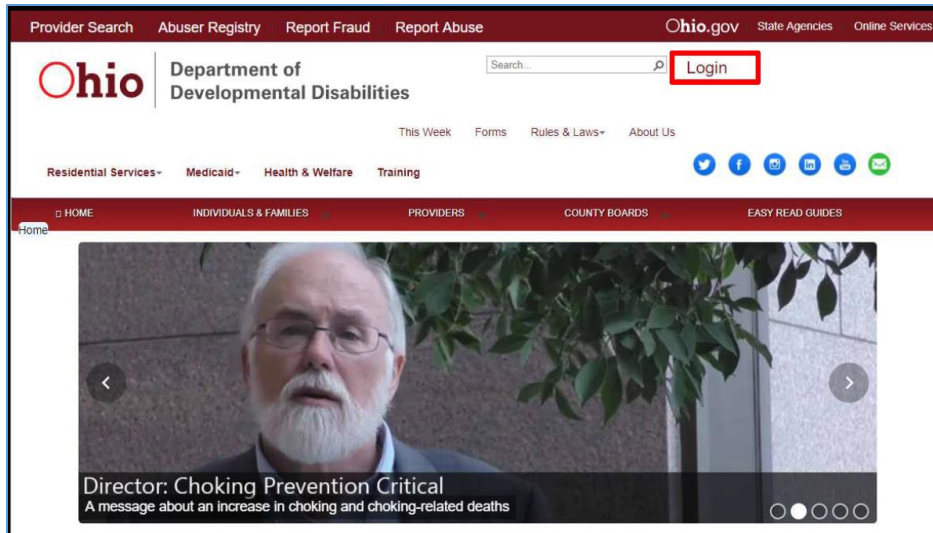 Provider Search Abuser Registry Report Fraud Report Abuse Ohio.gov State Agencies Online Services
Ohio Department of
Developmental Disabilities
Search...
Login
This Week Forms Rules & Laws About Us
Residential Services Medicaid Health & Welfare Training
HOME INDIVIDUALS & FAMILIES PROVIDERS COUNTY BOARDS EASY READ GUIDES
Home
Director: Choking Prevention Critical
A message about an increase in choking and choking-related deaths